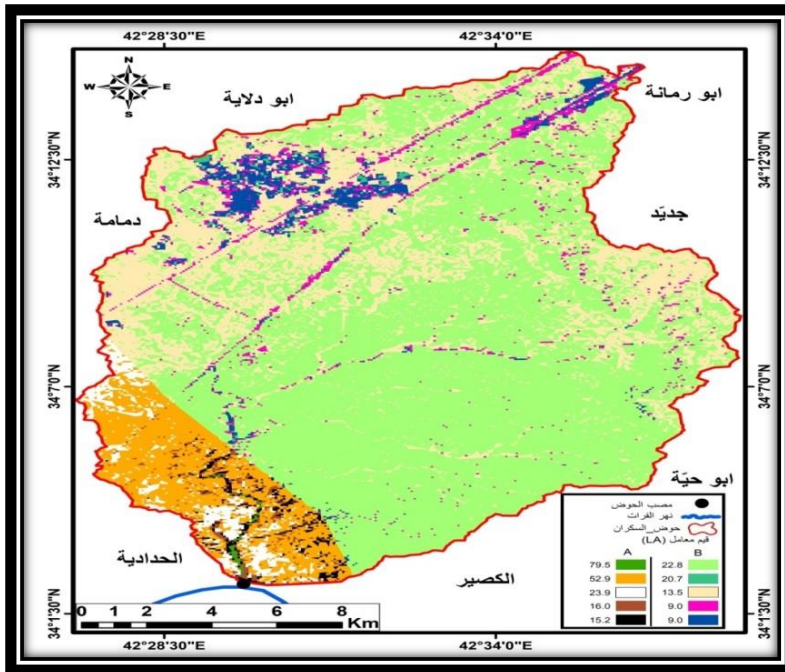 42°28'30"E
42°34'0"E
N
W
E
S
ابو دلاية
ابو رمانة
34°12'30"N
34°12'30"N
دمامة
جديّد
34°7'0"N
34°7'0"N
ابو حيّة
الحدادية
الكصير
مصب الحوض
نهر الفرات
حوض_السكران
قيم معامل (LA)
A
B
79.5
22.8
52.9
20.7
23.9
13.5
16.0
9.0
15.2
9.0
0 1 2 4 6 8
Km
34°1'30"N
34°1'30"N
42°28'30"E
42°34'0"E